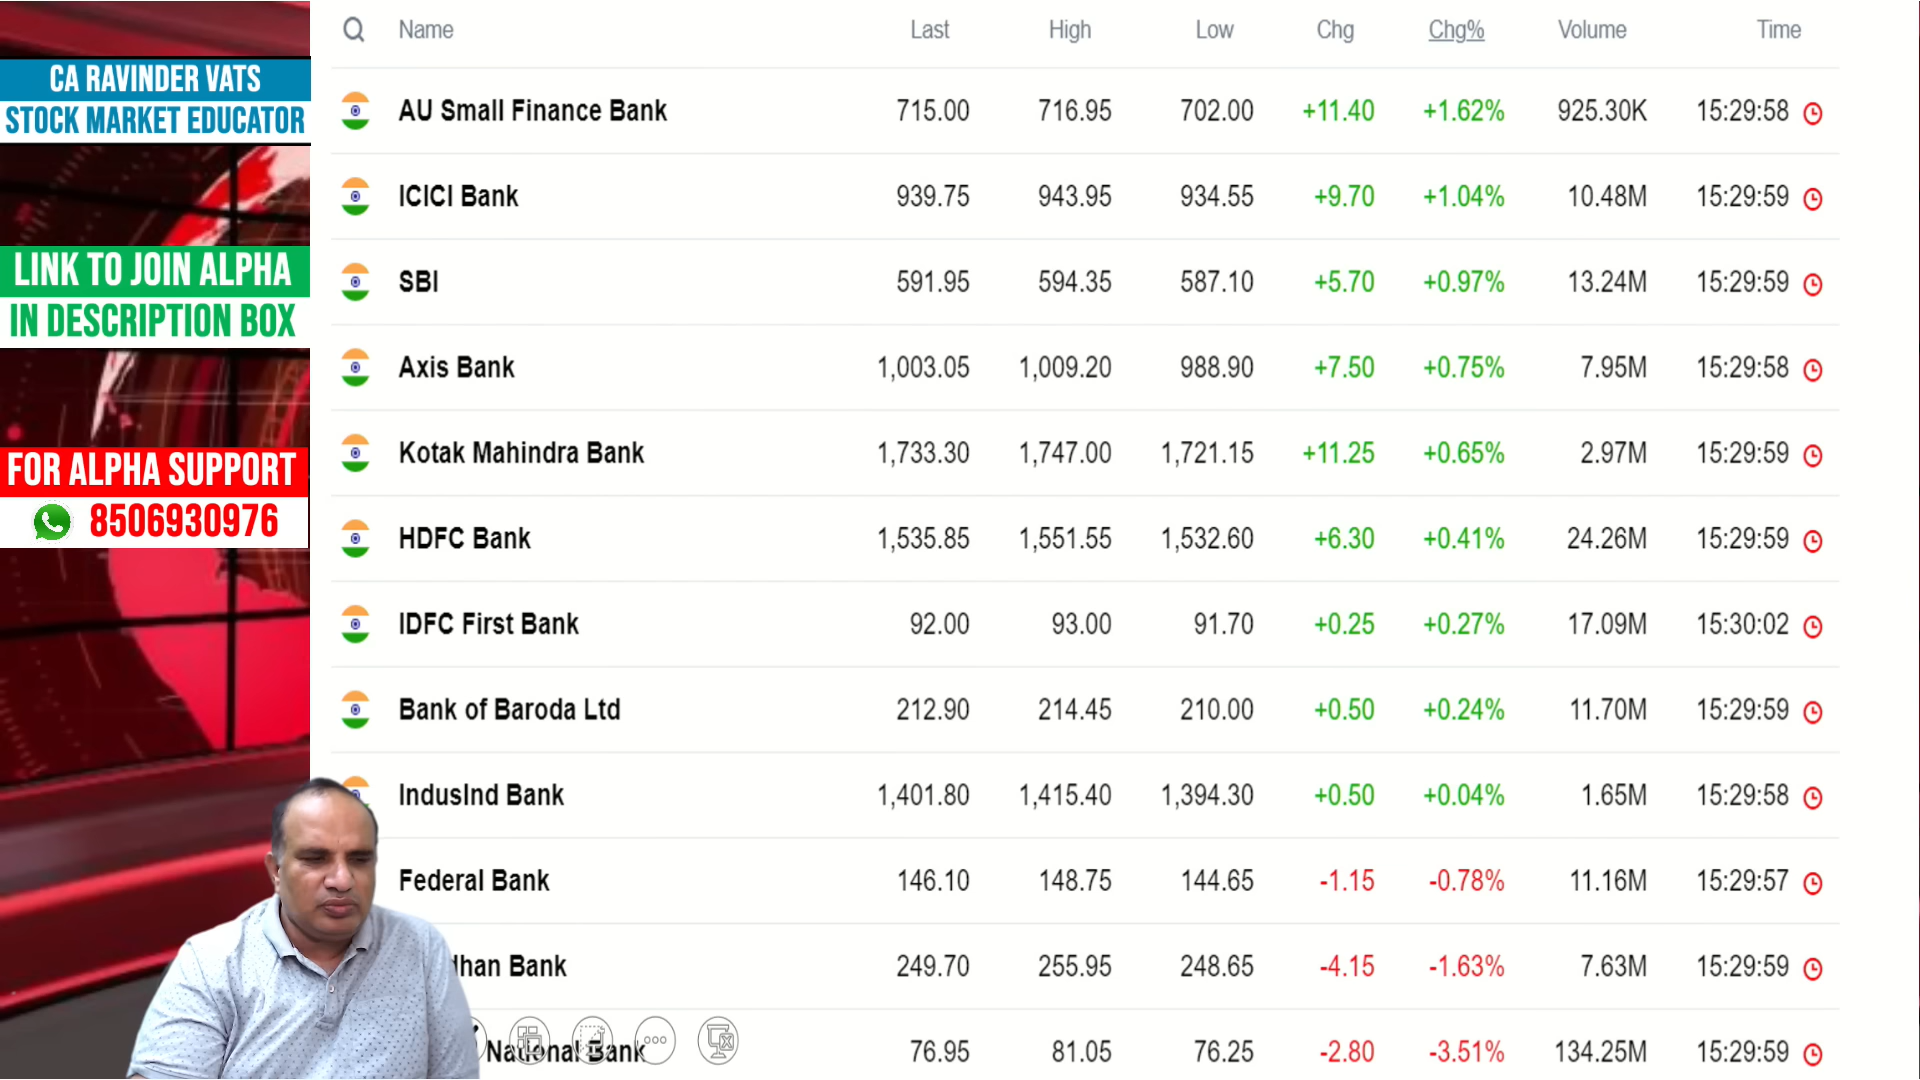 CA RAVINDER VATS
STOCK MARKET EDUCATOR
LINK TO JOIN ALPHA
IN DESCRIPTION BOX
FOR ALPHA SUPPORT
8506930976
Name Last High Low Chg Chg% Volume Time
AU Small Finance Bank 715.00 716.95 702.00 +11.40 +1.62% 925.30K 15:29:58
ICICI Bank 939.75 943.95 934.55 +9.70 +1.04% 10.48M 15:29:59
SBI 591.95 594.35 587.10 +5.70 +0.97% 13.24M 15:29:59
Axis Bank 1,003.05 1,009.20 988.90 +7.50 +0.75% 7.95M 15:29:58
Kotak Mahindra Bank 1,733.30 1,747.00 1,721.15 +11.25 +0.65% 2.97M 15:29:59
HDFC Bank 1,535.85 1,551.55 1,532.60 +6.30 +0.41% 24.26M 15:29:59
IDFC First Bank 92.00 93.00 91.70 +0.25 +0.27% 17.09M 15:30:02
Bank of Baroda Ltd 212.90 214.45 210.00 +0.50 +0.24% 11.70M 15:29:59
IndusInd Bank 1,401.80 1,415.40 1,394.30 +0.50 +0.04% 1.65M 15:29:58
Federal Bank 146.10 148.75 144.65 -1.15 -0.78% 11.16M 15:29:57
Bank 249.70 255.95 248.65 -4.15 -1.63% 7.63M 15:29:59
National Bank 76.95 81.05 76.25 -2.80 -3.51% 134.25M 15:29:59